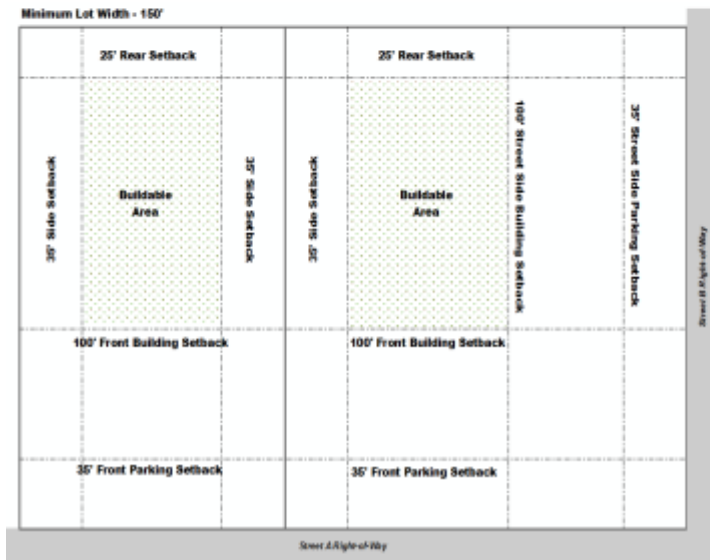 Minimum Lot Width - 150'
25' Rear Setback
25' Rear Setback
35' Side Setback
Buildable
Area
35' Side Setback
35' Side Setback
Buildable
Area
100' Street Side Building Setback
35' Street Side Parking Setback
Street B Right-of-Way
100' Front Building Setback
100' Front Building Setback
35' Front Parking Setback
35' Front Parking Setback
Street A Right-of-Way